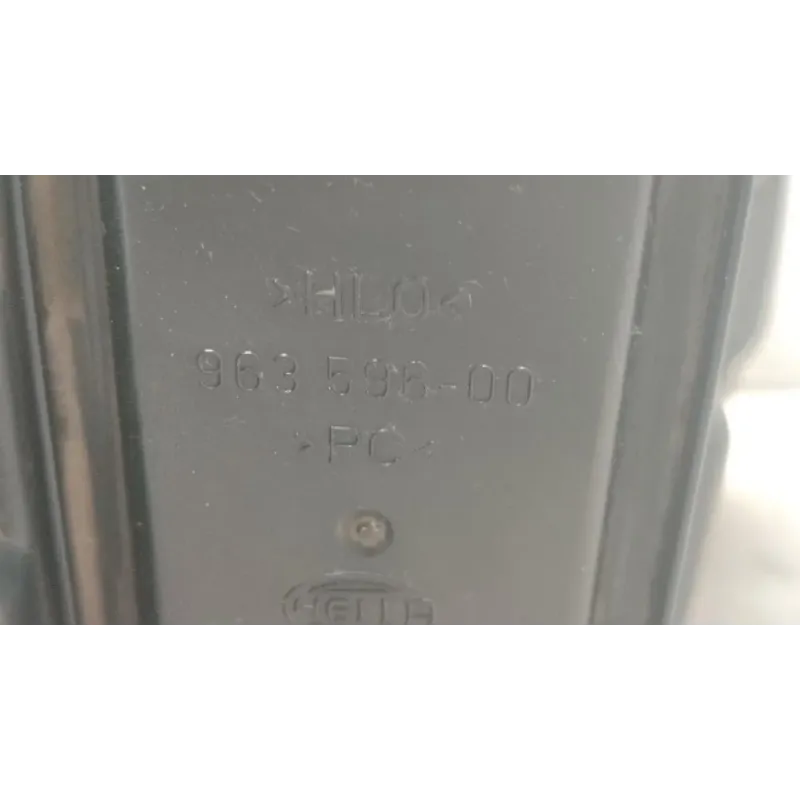 >HLO<
963 596-00
>PC<
HELLA